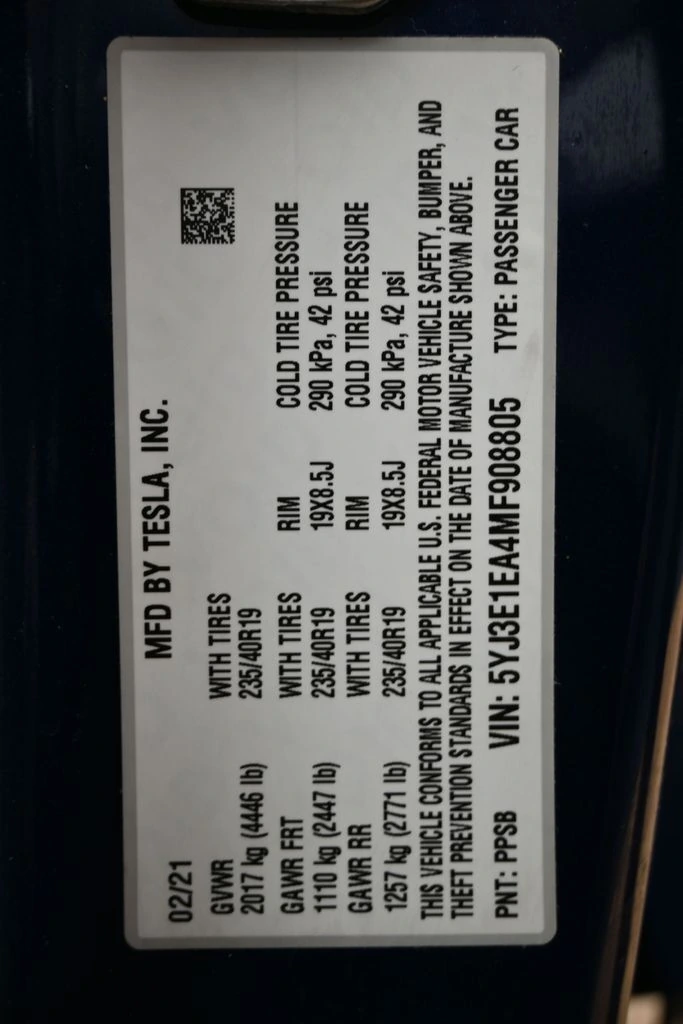 MFD BY TESLA, INC.
02/21
GVWR WITH TIRES
2017 kg (4446 lb) 235/40R19
GAWR FRT WITH TIRES RIM COLD TIRE PRESSURE
1110 kg (2447 lb) 235/40R19 19X8.5J 290 kPa, 42 psi
GAWR RR WITH TIRES RIM COLD TIRE PRESSURE
1257 kg (2771 lb) 235/40R19 19X8.5J 290 kPa, 42 psi
THIS VEHICLE CONFORMS TO ALL APPLICABLE U.S. FEDERAL MOTOR VEHICLE SAFETY, BUMPER, AND
THEFT PREVENTION STANDARDS IN EFFECT ON THE DATE OF MANUFACTURE SHOWN ABOVE.
PNT: PPSB VIN: 5YJ3E1EA4MF908805 TYPE: PASSENGER CAR